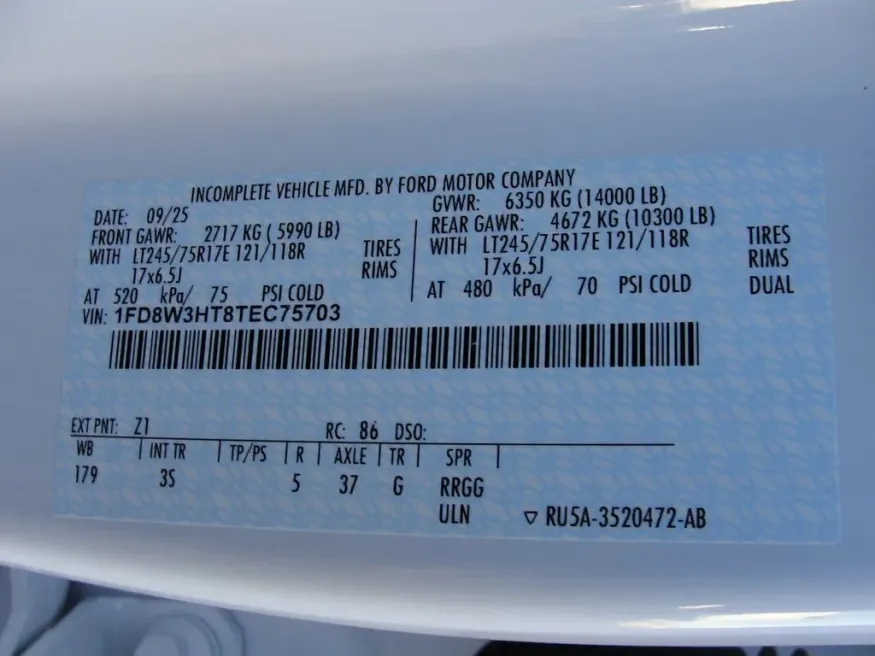 INCOMPLETE VEHICLE MFD. BY FORD MOTOR COMPANY
DATE: 09/25 GVWR: 6350 KG (14000 LB)
FRONT GAWR: 2717 KG ( 5990 LB) REAR GAWR: 4672 KG (10300 LB)
WITH LT245/75R17E 121/118R TIRES WITH LT245/75R17E 121/118R TIRES
17x6.5J RIMS 17x6.5J RIMS
AT 520 kPa/ 75 PSI COLD AT 480 kPa/ 70 PSI COLD DUAL
VIN: 1FD8W3HT8TEC75703
EXT PNT: Z1 RC: 86 DSO:
WB INT TR TP/PS R AXLE TR SPR
179 3S 5 37 G RRGG
ULN ▽ RU5A-3520472-AB